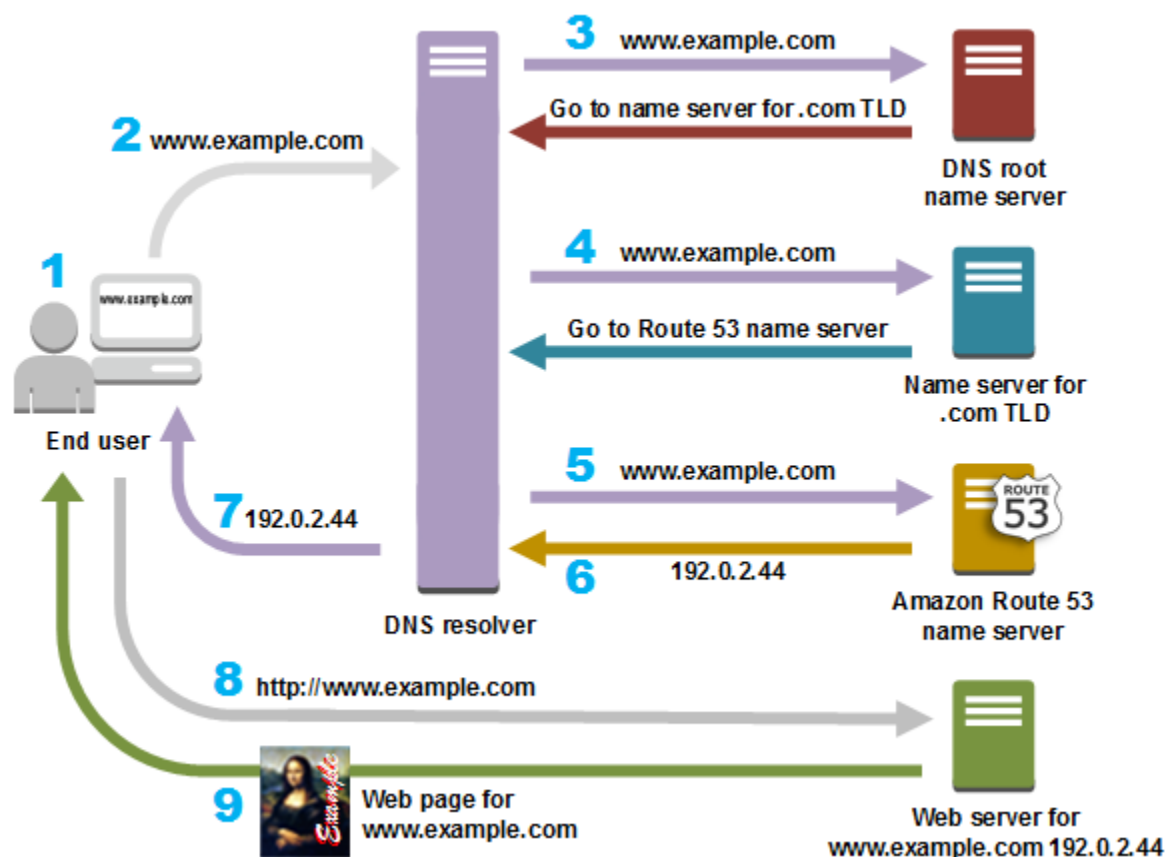 3 www.example.com
Go to name server for .com TLD
DNS root
name server
2 www.example.com
1
www.example.com
End user
4 www.example.com
Go to Route 53 name server
Name server for
.com TLD
5 www.example.com
ROUTE
53
6 192.0.2.44
Amazon Route 53
name server
7 192.0.2.44
DNS resolver
8 http://www.example.com
9
Example
Web page for
www.example.com
Web server for
www.example.com 192.0.2.44